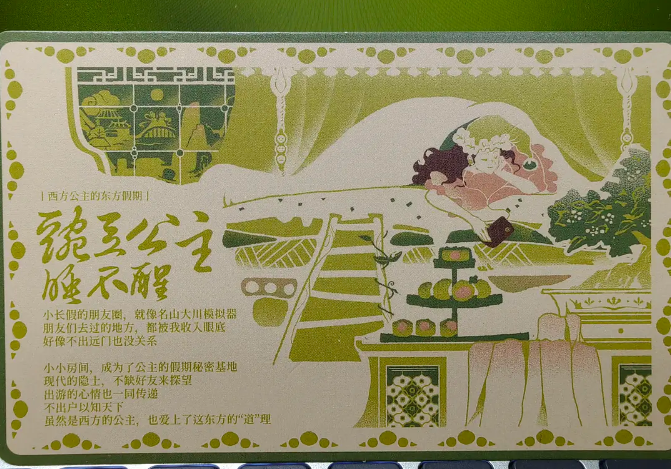 |西方公主的东方假期|
豌豆公主
睡不醒
小长假的朋友圈，就像名山大川模拟器
朋友们去过的地方，都被我收入眼底
好像不出远门也没关系
小小房间，成为了公主的假期秘密基地
现代的隐士，不缺好友来探望
出游的心情也一同传递
不出户以知天下
虽然是西方的公主，也爱上了这东方的“道”理